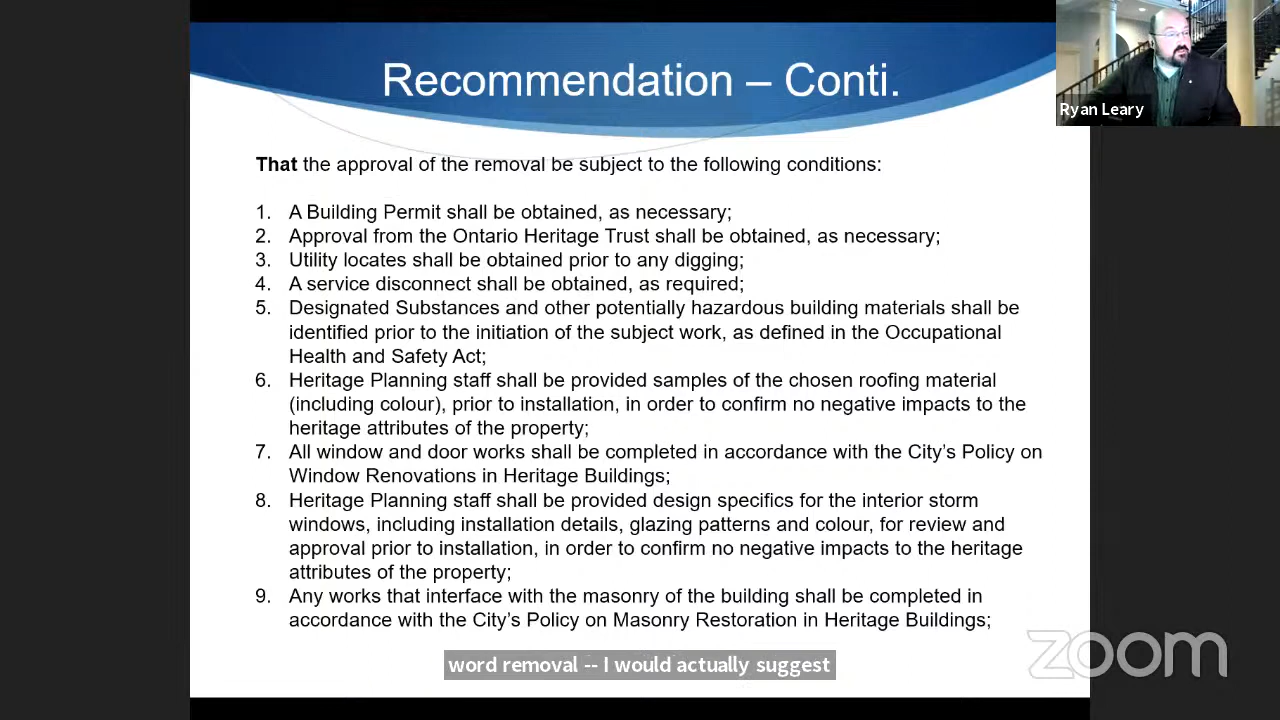 Recommendation – Conti.
Ryan Leary
That the approval of the removal be subject to the following conditions:
1. A Building Permit shall be obtained, as necessary;
2. Approval from the Ontario Heritage Trust shall be obtained, as necessary;
3. Utility locates shall be obtained prior to any digging;
4. A service disconnect shall be obtained, as required;
5. Designated Substances and other potentially hazardous building materials shall be
identified prior to the initiation of the subject work, as defined in the Occupational
Health and Safety Act;
6. Heritage Planning staff shall be provided samples of the chosen roofing material
(including colour), prior to installation, in order to confirm no negative impacts to the
heritage attributes of the property;
7. All window and door works shall be completed in accordance with the City’s Policy on
Window Renovations in Heritage Buildings;
8. Heritage Planning staff shall be provided design specifics for the interior storm
windows, including installation details, glazing patterns and colour, for review and
approval prior to installation, in order to confirm no negative impacts to the heritage
attributes of the property;
9. Any works that interface with the masonry of the building shall be completed in
accordance with the City’s Policy on Masonry Restoration in Heritage Buildings;
word removal -- I would actually suggest
zoom